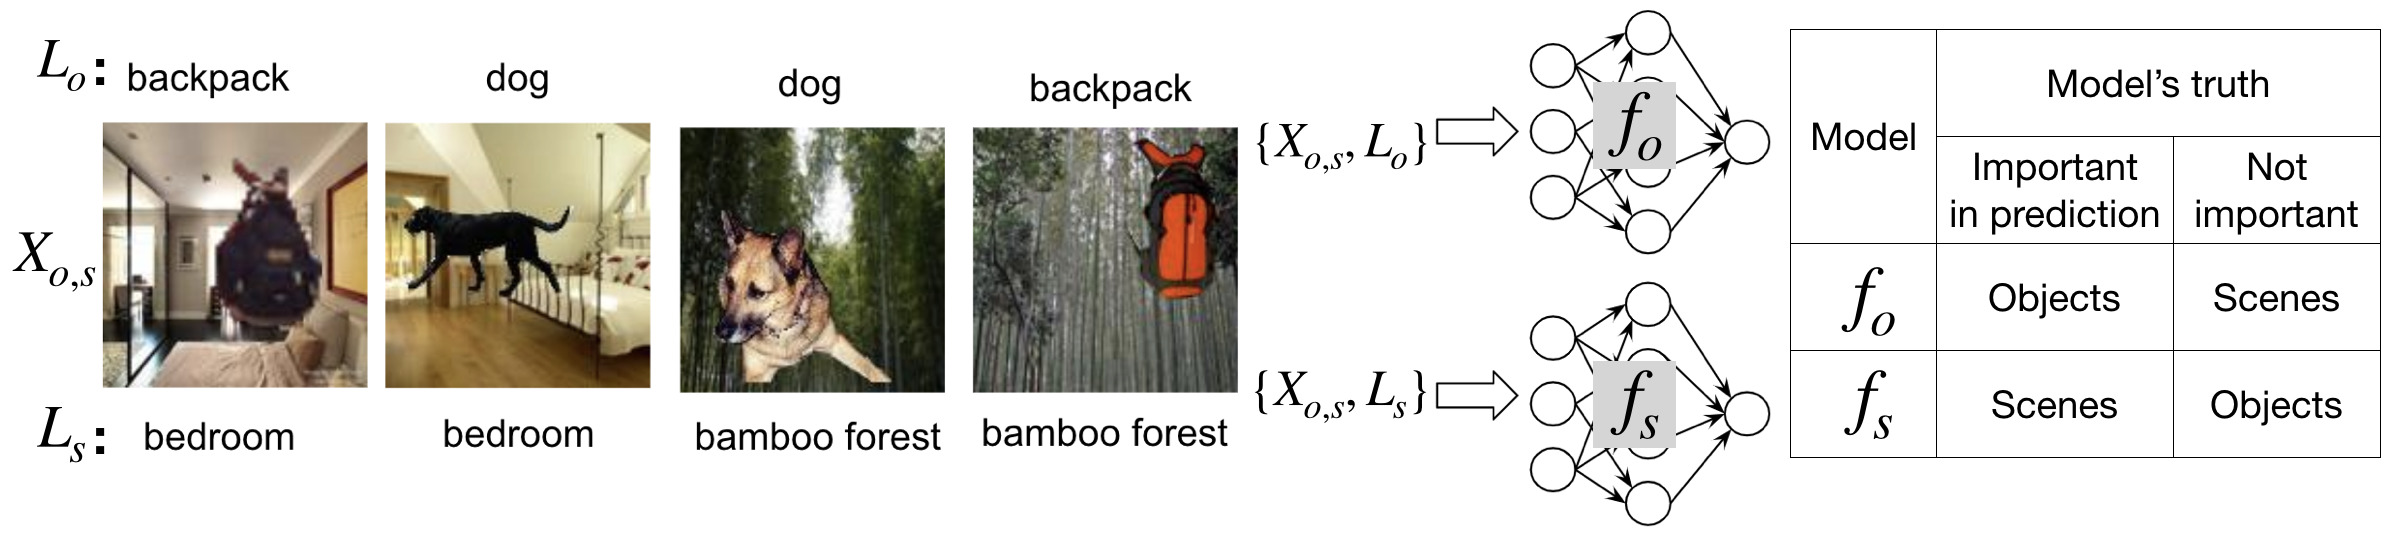 L_o: backpack dog dog backpack
X_{o,s}
L_s: bedroom bedroom bamboo forest bamboo forest
{X_{o,s}, L_o}
f_o
{X_{o,s}, L_s}
f_s
Model Model's truth
Important in prediction Not important
f_o Objects Scenes
f_s Scenes Objects